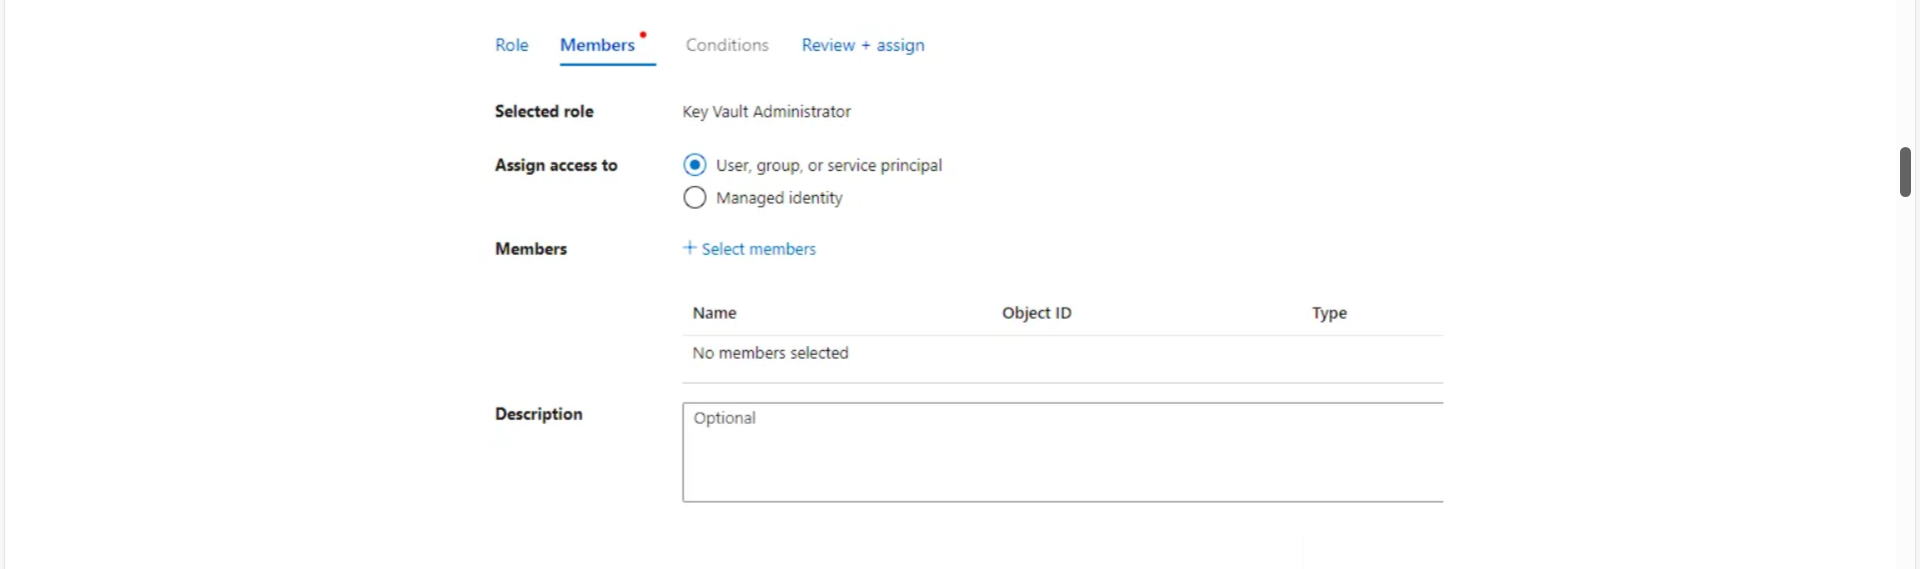 Role Members Conditions Review + assign
Selected role Key Vault Administrator
Assign access to User, group, or service principal
Managed identity
Members + Select members
Name Object ID Type
No members selected
Description Optional